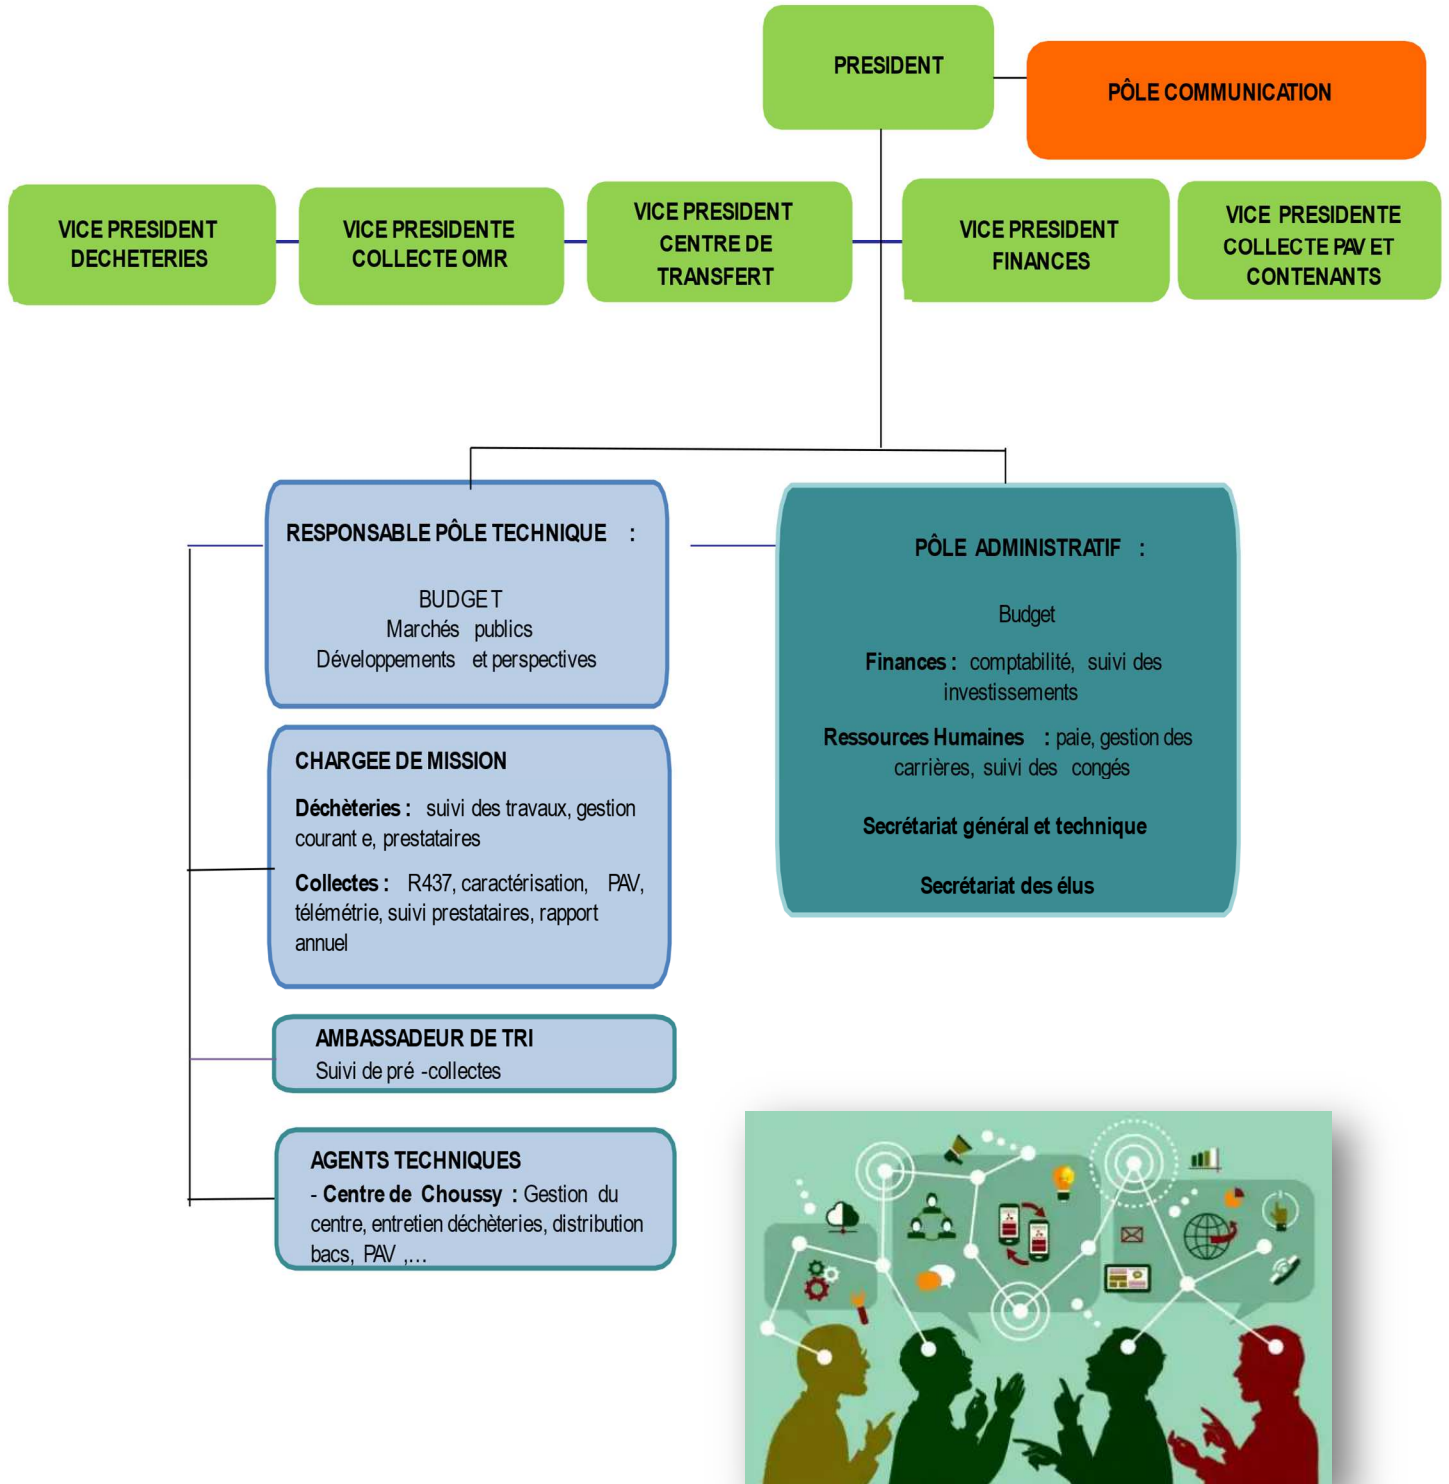 PRESIDENT
PÔLE COMMUNICATION
VICE PRESIDENT
DECHETERIES
VICE PRESIDENTE
COLLECTE OMR
VICE PRESIDENT
CENTRE DE
TRANSFERT
VICE PRESIDENT
FINANCES
VICE PRESIDENTE
COLLECTE PAV ET
CONTENANTS
RESPONSABLE PÔLE TECHNIQUE :
BUDGET
Marchés publics
Développements et perspectives
PÔLE ADMINISTRATIF :
Budget
Finances : comptabilité, suivi des
investissements
Ressources Humaines : paie, gestion des
carrières, suivi des congés
Secrétariat général et technique
Secrétariat des élus
CHARGEE DE MISSION
Déchèteries : suivi des travaux, gestion
courant e, prestataires
Collectes : R437, caractérisation, PAV,
télémétrie, suivi prestataires, rapport
annuel
AMBASSADEUR DE TRI
Suivi de pré -collectes
AGENTS TECHNIQUES
- Centre de Choussy : Gestion du
centre, entretien déchèteries, distribution
bacs, PAV ,...